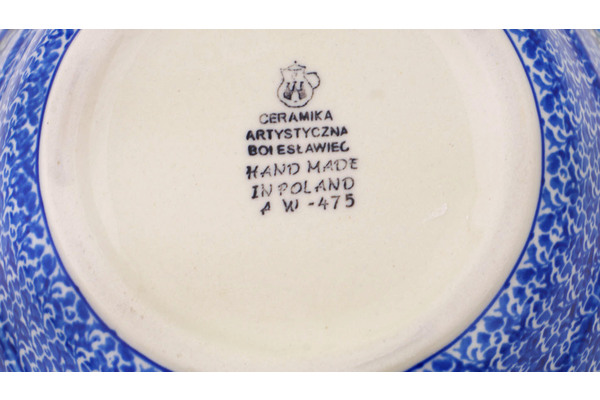 CERAMIKA
ARTYSTYCZNA
BOLESŁAWIEC
HAND MADE
IN POLAND
A W -475